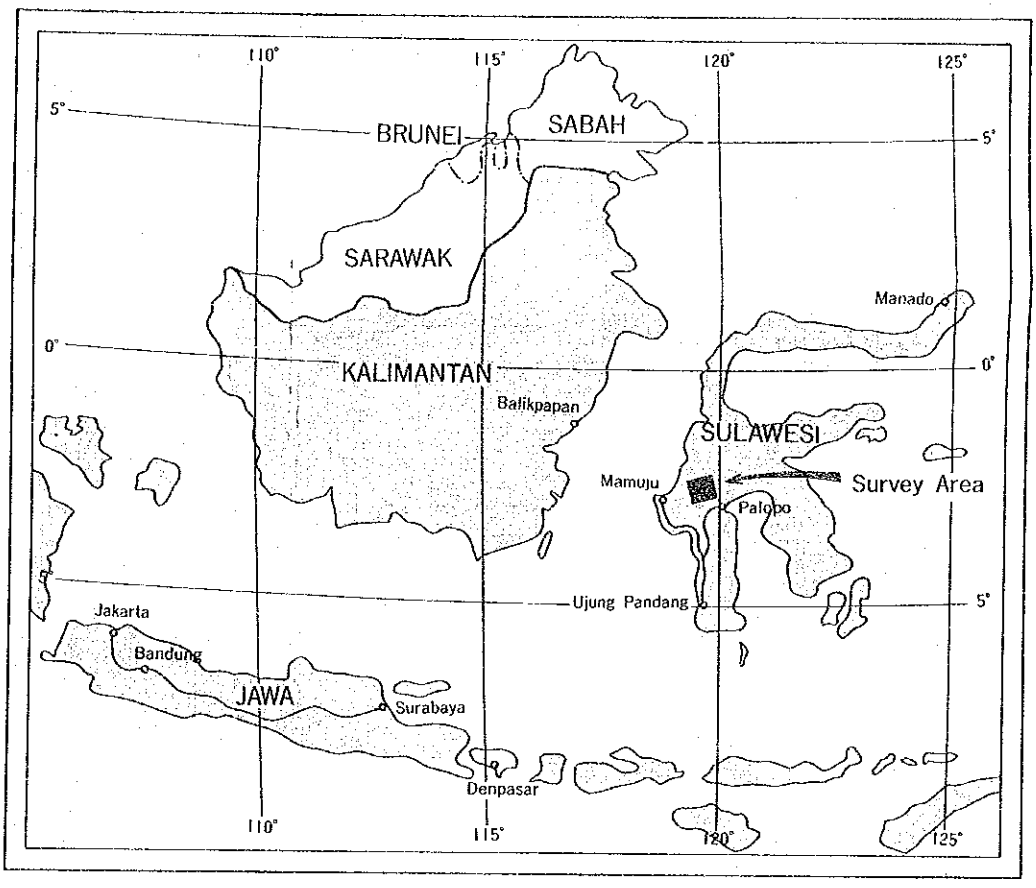 110°
115°
120°
125°
5°
BRUNEI
SABAH
5°
SARAWAK
Manado
0°
KALIMANTAN
0°
Balikpapan
SULAWESI
Mamuju
Survey Area
Palopo
Ujung Pandang
5°
Jakarta
Bandung
JAWA
Surabaya
Denpasar
110°
115°
120°
125°